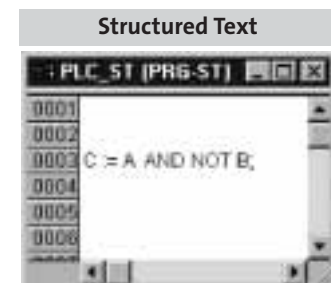 Structured Text
PLC_ST (PRG-ST)
0001
0002
0003 C := A AND NOT B;
0004
0005
0006